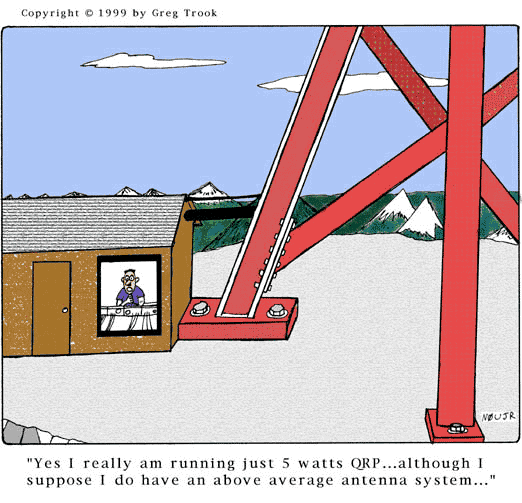 Copyright © 1999 by Greg Trook
NØUJR
"Yes I really am running just 5 watts QRP...although I
suppose I do have an above average antenna system..."